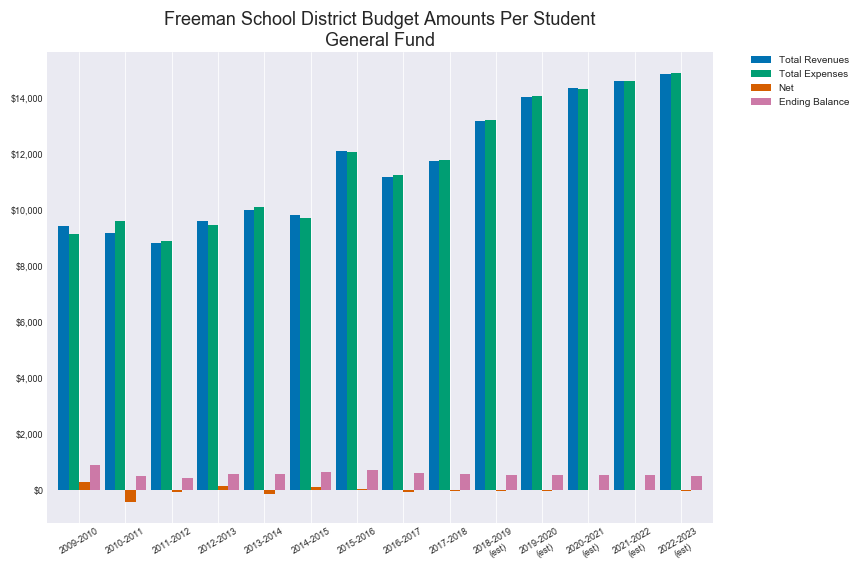 Freeman School District Budget Amounts Per Student
General Fund
Total Revenues
Total Expenses
Net
Ending Balance
$14,000
$12,000
$10,000
$8,000
$6,000
$4,000
$2,000
$0
2009-2010
2010-2011
2011-2012
2012-2013
2013-2014
2014-2015
2015-2016
2016-2017
2017-2018
2018-2019
(est)
2019-2020
(est)
2020-2021
(est)
2021-2022
(est)
2022-2023
(est)